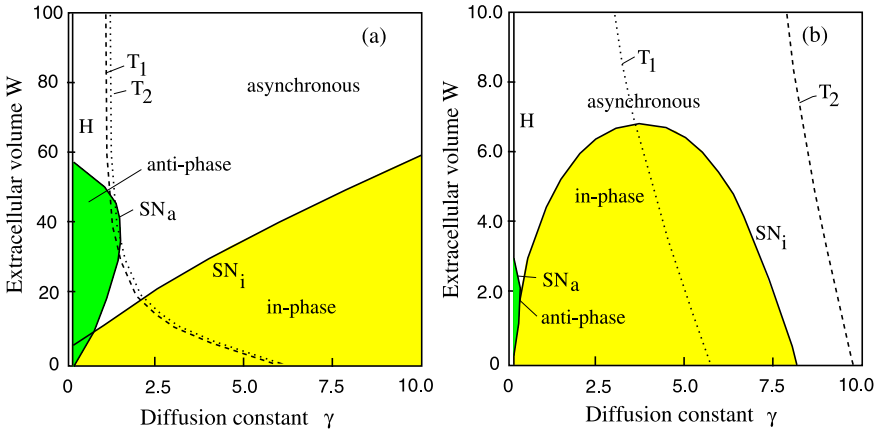 100
80
60
40
20
0
Extracellular volume W
(a)
T1
T2
asynchronous
H
anti-phase
SNa
SNi
in-phase
0
2.5
5.0
7.5
10.0
Diffusion constant γ
10.0
8.0
6.0
4.0
2.0
0
Extracellular volume W
(b)
T1
T2
asynchronous
H
in-phase
SNi
SNa
anti-phase
0
2.5
5.0
7.5
10.0
Diffusion constant γ